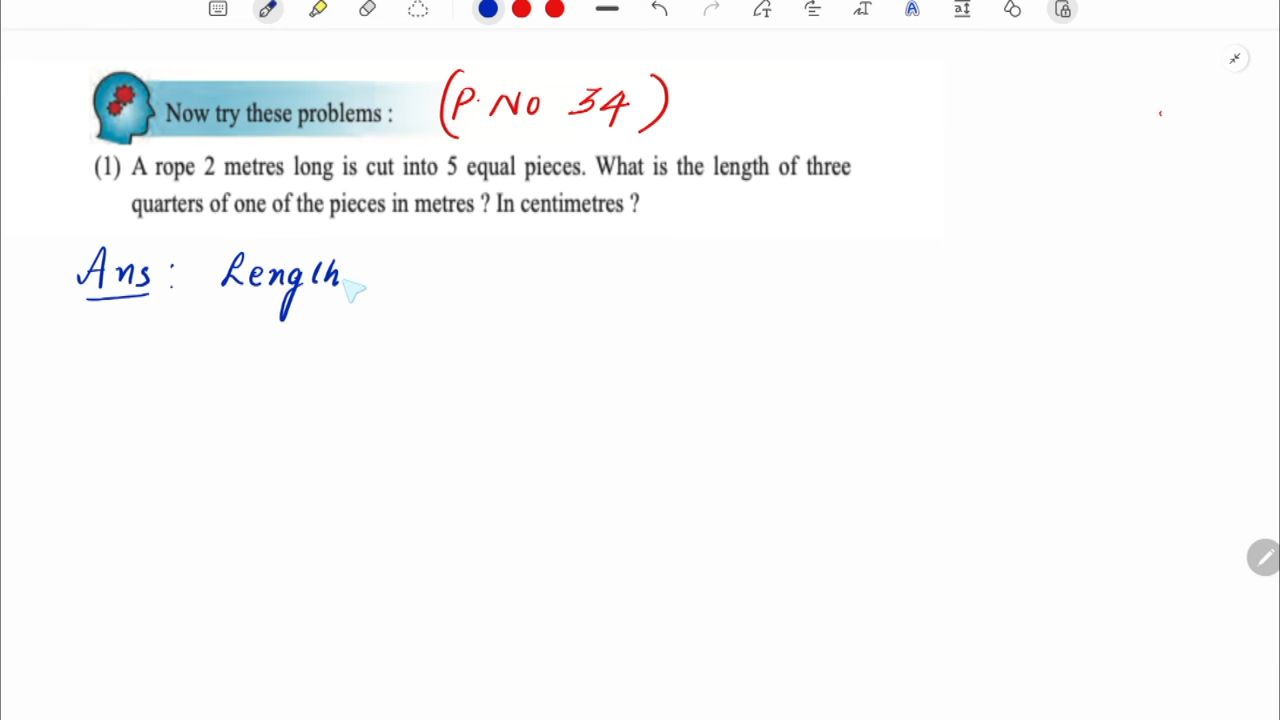 Now try these problems : (P. No 34)
(1) A rope 2 metres long is cut into 5 equal pieces. What is the length of three
quarters of one of the pieces in metres ? In centimetres ?
Ans : Length